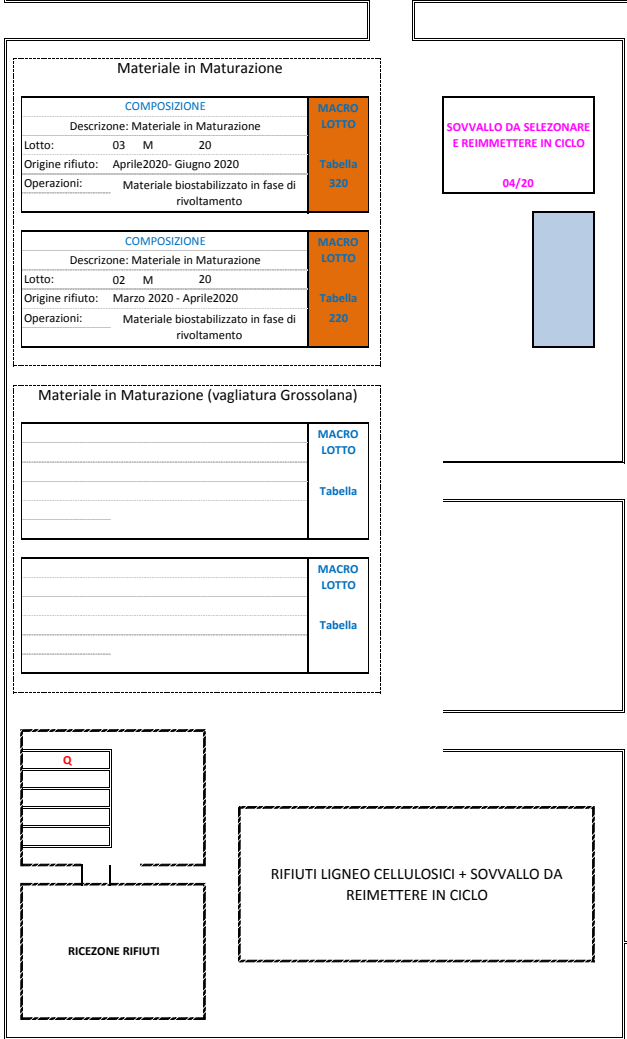 Materiale in Maturazione
COMPOSIZIONE
Descrizone: Materiale in Maturazione
Lotto: 03 M 20
Origine rifiuto: Aprile2020- Giugno 2020
Operazioni: Materiale biostabilizzato in fase di
rivoltamento
MACRO
LOTTO
Tabella
320
COMPOSIZIONE
Descrizone: Materiale in Maturazione
Lotto: 02 M 20
Origine rifiuto: Marzo 2020 - Aprile2020
Operazioni: Materiale biostabilizzato in fase di
rivoltamento
MACRO
LOTTO
Tabella
220
SOVVALLO DA SELEZONARE
E REIMMETTERE IN CICLO
04/20
Materiale in Maturazione (vagliatura Grossolana)
MACRO
LOTTO
Tabella
MACRO
LOTTO
Tabella
Q
RICEZONE RIFIUTI
RIFIUTI LIGNEO CELLULOSICI + SOVVALLO DA
REIMETTERE IN CICLO